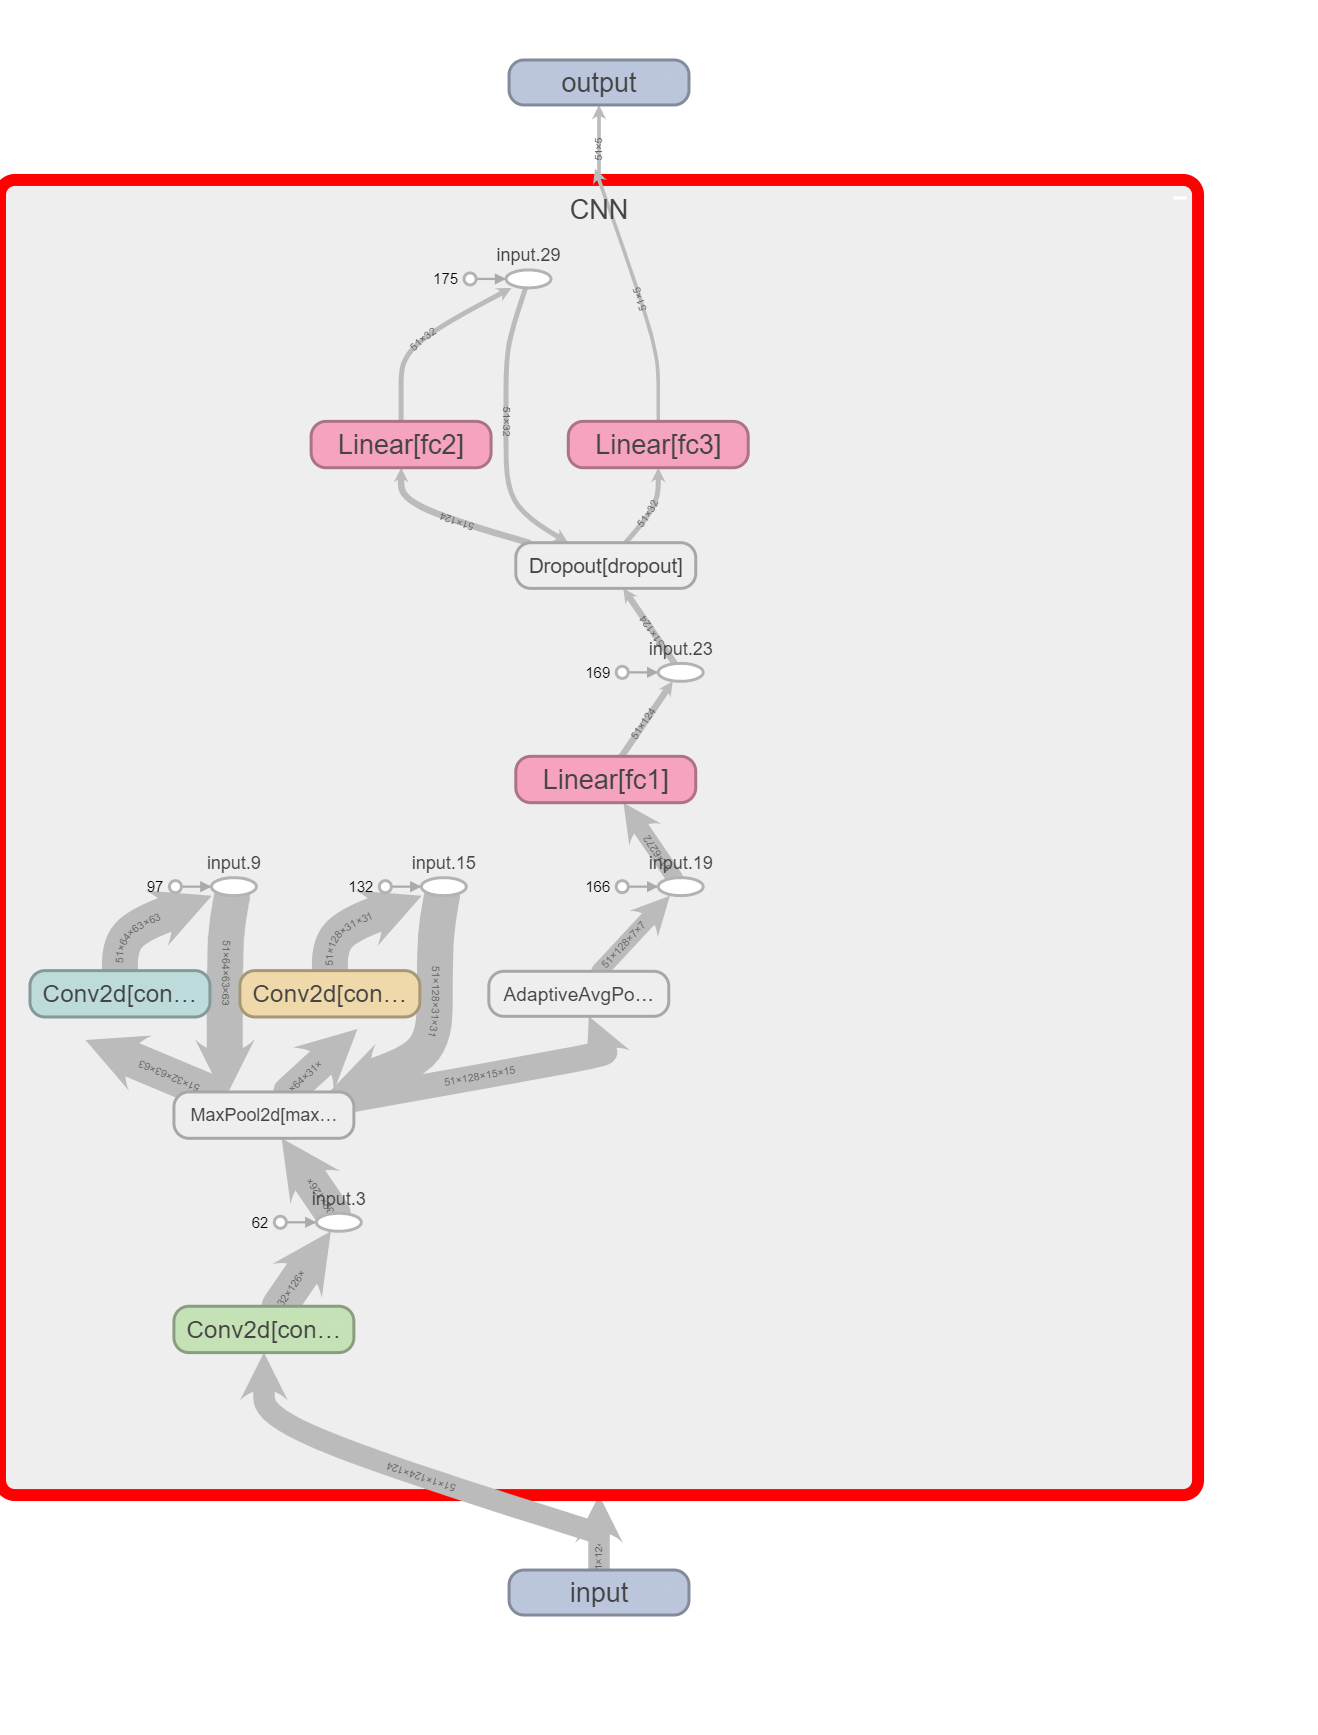 output
51×5
CNN
input.29
175
51×32
51×5
51×32
Linear[fc2]
Linear[fc3]
51×124
51×32
Dropout[dropout]
51×124
input.23
169
51×124
Linear[fc1]
6272
input.9
input.15
input.19
97
132
166
51×64×63×63
51×128×31×31
51×128×7×7
51×64×63×63
51×128×31×31
Conv2d[con…
Conv2d[con…
AdaptiveAvgPo…
51×32×63×63
×64×31×
51×128×15×15
MaxPool2d[max…
input.3
62
32×126×
Conv2d[con…
51×1×124×124
1×124
input